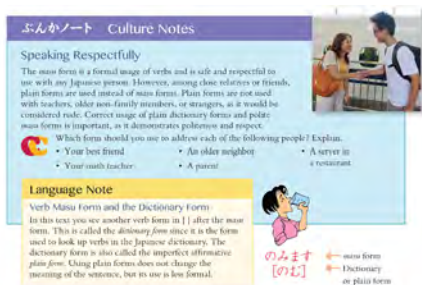 ぶんかノート Culture Notes
Speaking Respectfully
The masu form is a formal usage of verbs and is safe and respectful to
use with any Japanese person. However, among close relatives or friends,
plain forms are used instead of masu forms. Plain forms are not used
with teachers, older non-family members, or strangers, as it would be
considered rude. Correct usage of plain dictionary forms and polite
masu forms is important, as it demonstrates politeness and respect.
Which form should you use to address each of the following people? Explain.
• Your best friend
• An older neighbor
• A server in
a restaurant
• Your math teacher
• A parent
Language Note
Verb Masu Form and the Dictionary Form
In this text you see another verb form in [ ] after the masu
form. This is called the dictionary form since it is the form
used to look up verbs in the Japanese dictionary. The
dictionary form is also called the imperfect affirmative
plain form. Using plain forms does not change the
meaning of the sentence, but its use is less formal.
のみます
masu form
[のむ]
Dictionary
or plain form